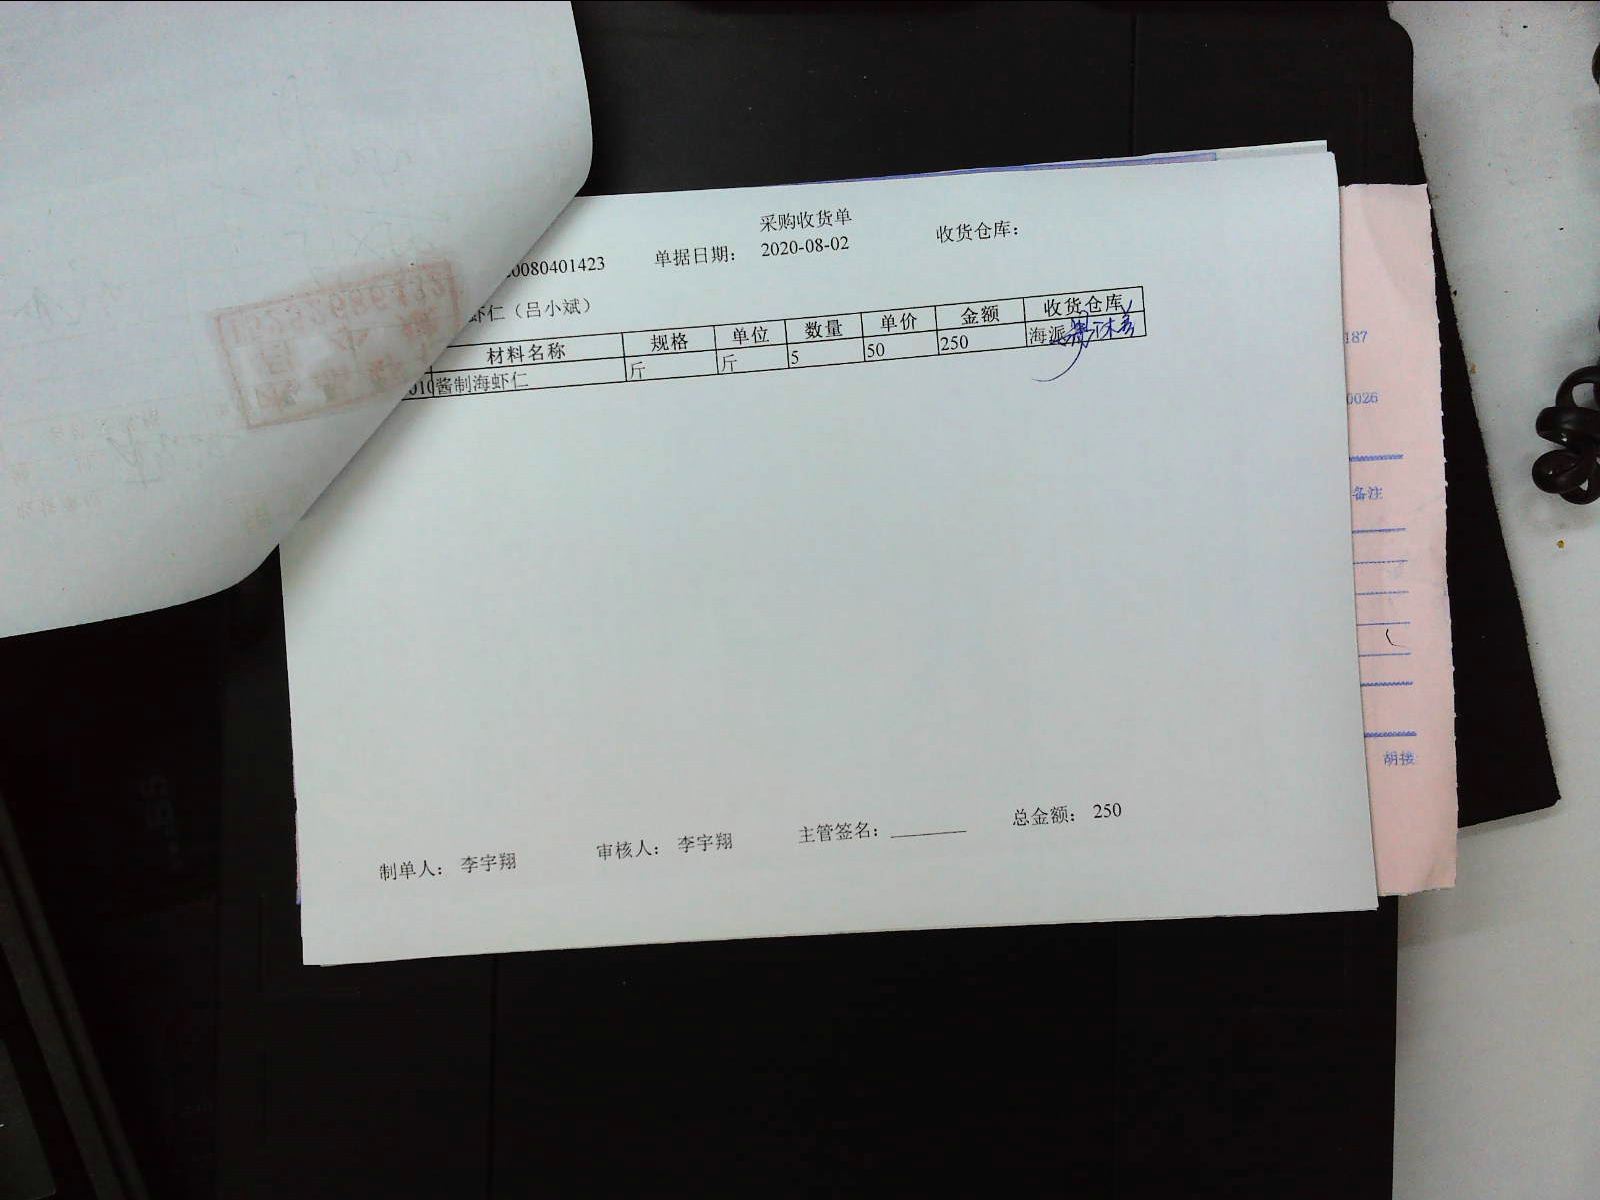 采购收货单
0080401423 单据日期： 2020-08-02 收货仓库：
虾仁（吕小斌）
材料名称 规格 单位 数量 单价 金额 收货仓库
010 酱制海虾仁 斤 斤 5 50 250 海派
制单人： 李宇翔 审核人： 李宇翔 主管签名： 总金额： 250
187
0026
备注
胡接